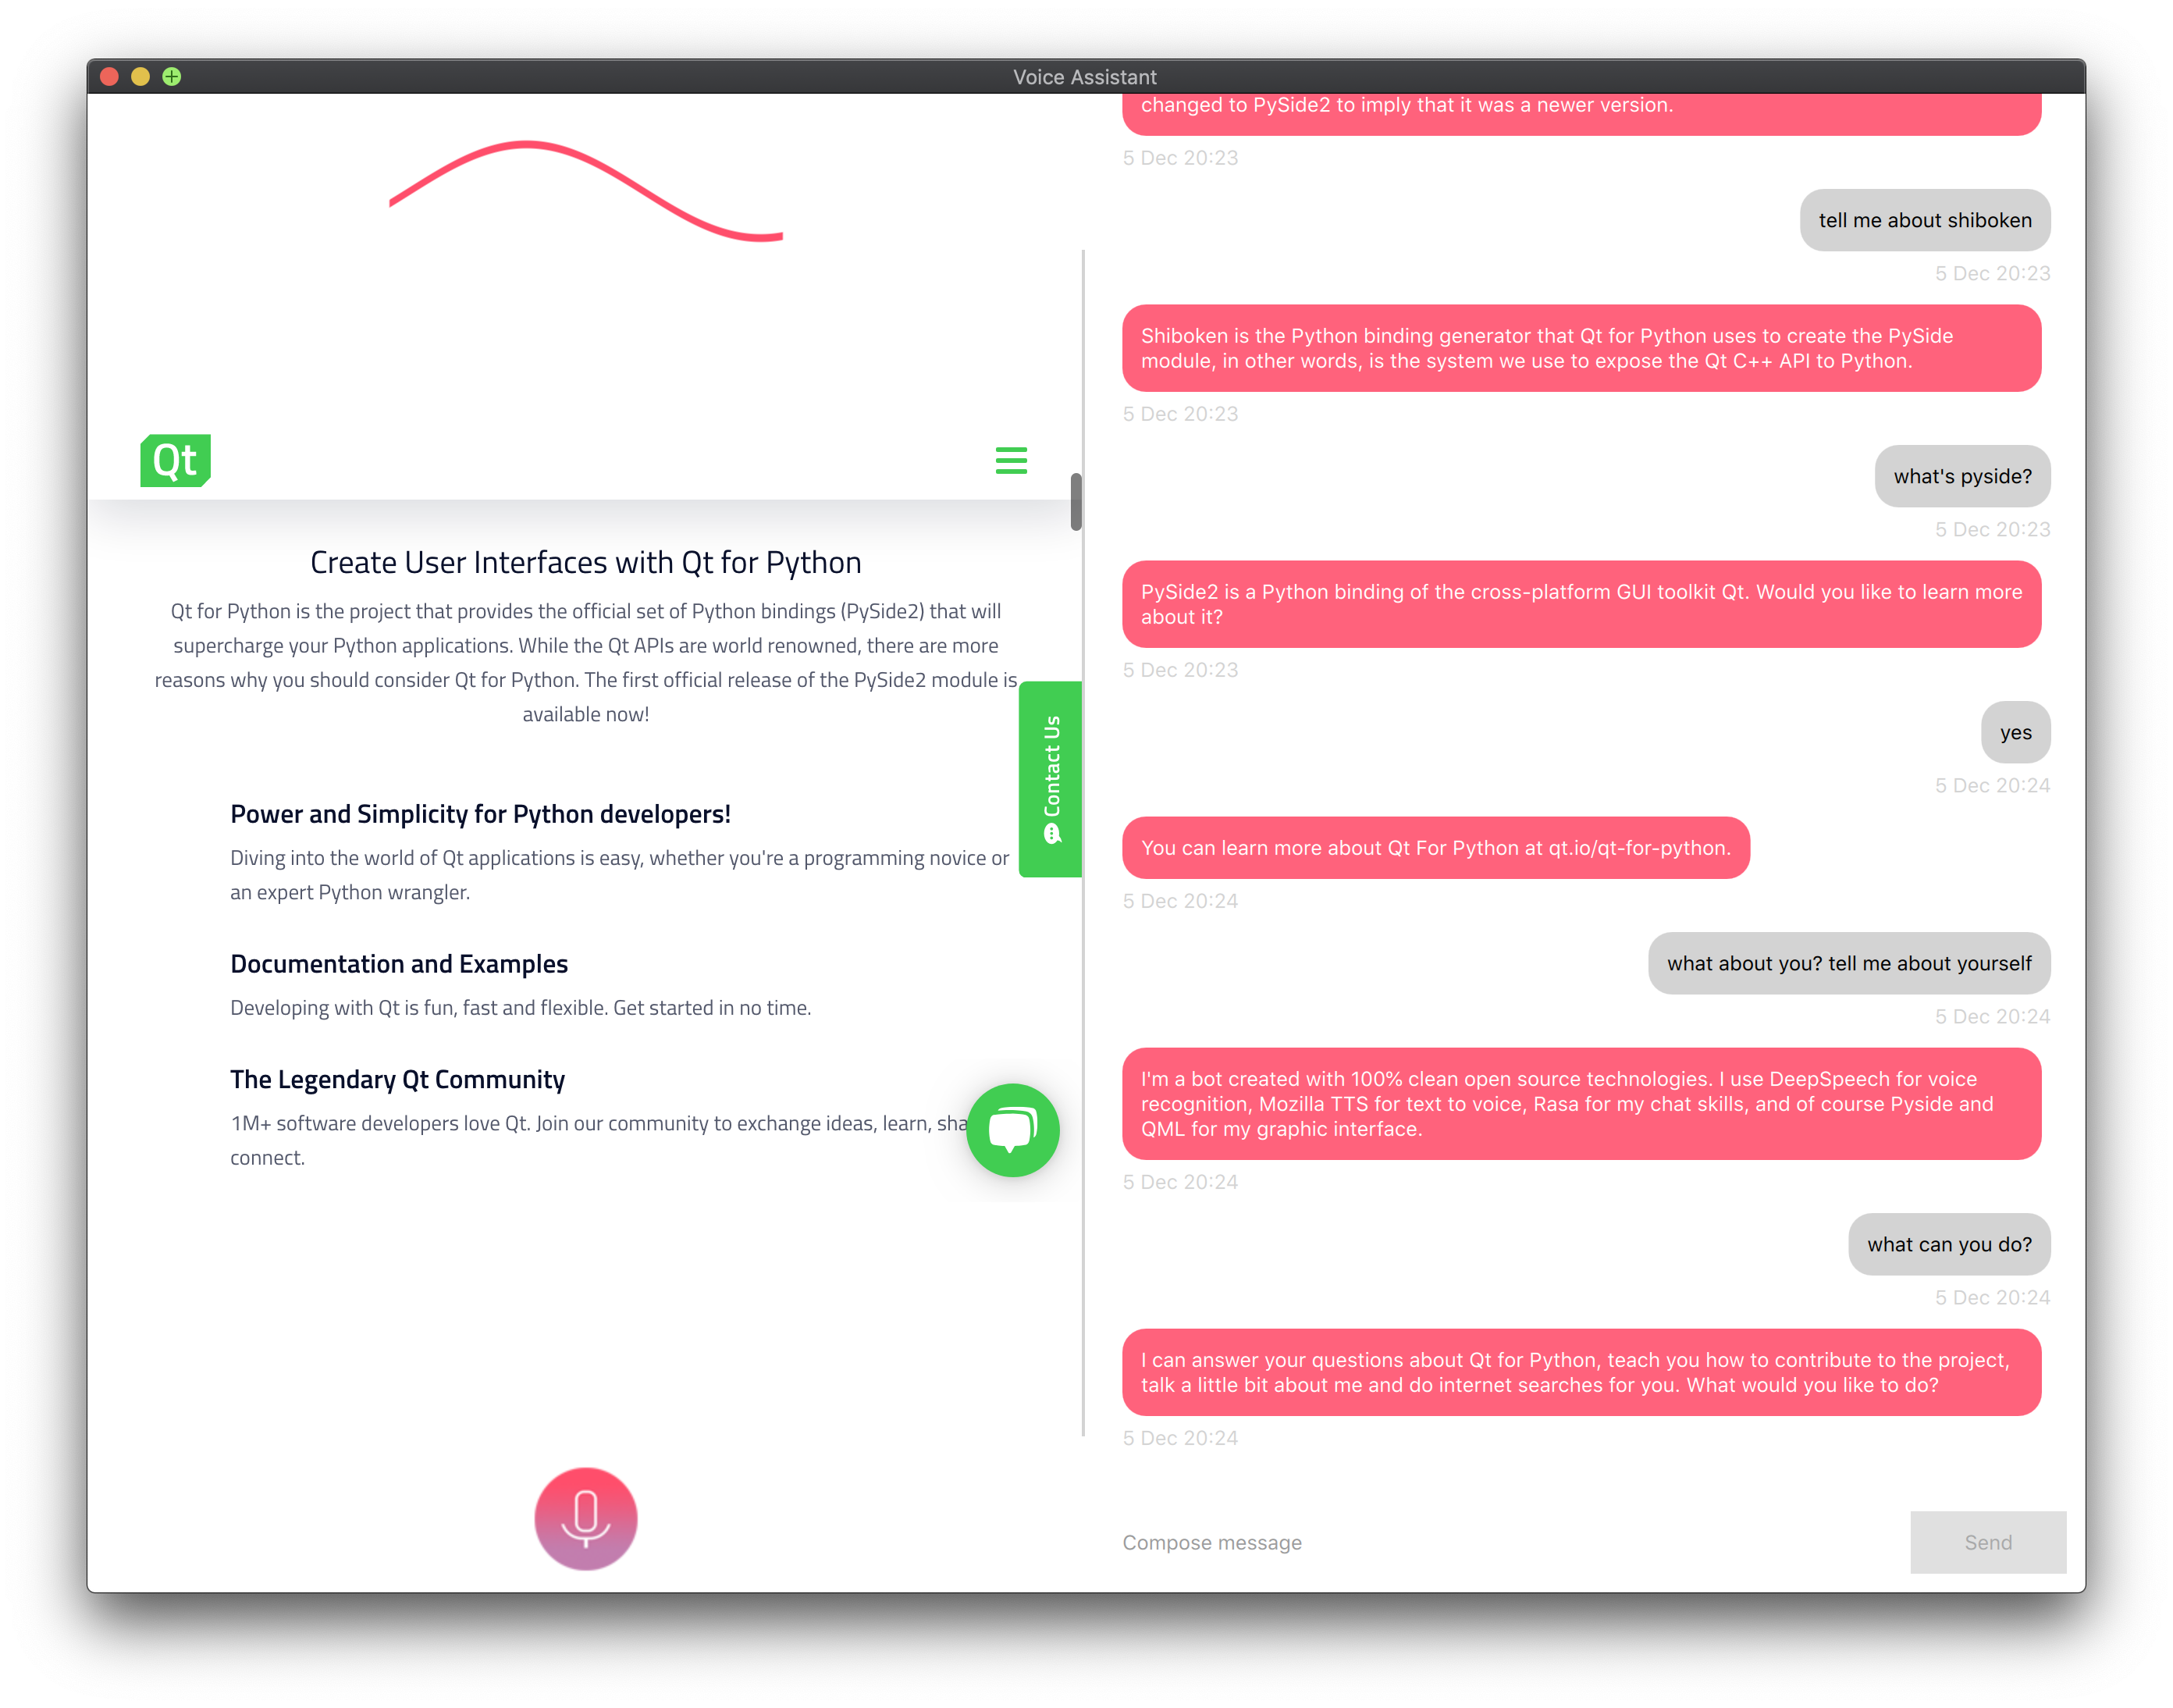 Voice Assistant
Qt
Create User Interfaces with Qt for Python
Qt for Python is the project that provides the official set of Python bindings (PySide2) that will
supercharge your Python applications. While the Qt APIs are world renowned, there are more
reasons why you should consider Qt for Python. The first official release of the PySide2 module is
available now!
Contact Us
Power and Simplicity for Python developers!
Diving into the world of Qt applications is easy, whether you're a programming novice or
an expert Python wrangler.
Documentation and Examples
Developing with Qt is fun, fast and flexible. Get started in no time.
The Legendary Qt Community
1M+ software developers love Qt. Join our community to exchange ideas, learn, sha
connect.
changed to PySide2 to imply that it was a newer version.
5 Dec 20:23
tell me about shiboken
5 Dec 20:23
Shiboken is the Python binding generator that Qt for Python uses to create the PySide
module, in other words, is the system we use to expose the Qt C++ API to Python.
5 Dec 20:23
what's pyside?
5 Dec 20:23
PySide2 is a Python binding of the cross-platform GUI toolkit Qt. Would you like to learn more
about it?
5 Dec 20:23
yes
5 Dec 20:24
You can learn more about Qt For Python at qt.io/qt-for-python.
5 Dec 20:24
what about you? tell me about yourself
5 Dec 20:24
I'm a bot created with 100% clean open source technologies. I use DeepSpeech for voice
recognition, Mozilla TTS for text to voice, Rasa for my chat skills, and of course Pyside and
QML for my graphic interface.
5 Dec 20:24
what can you do?
5 Dec 20:24
I can answer your questions about Qt for Python, teach you how to contribute to the project,
talk a little bit about me and do internet searches for you. What would you like to do?
5 Dec 20:24
Compose message
Send